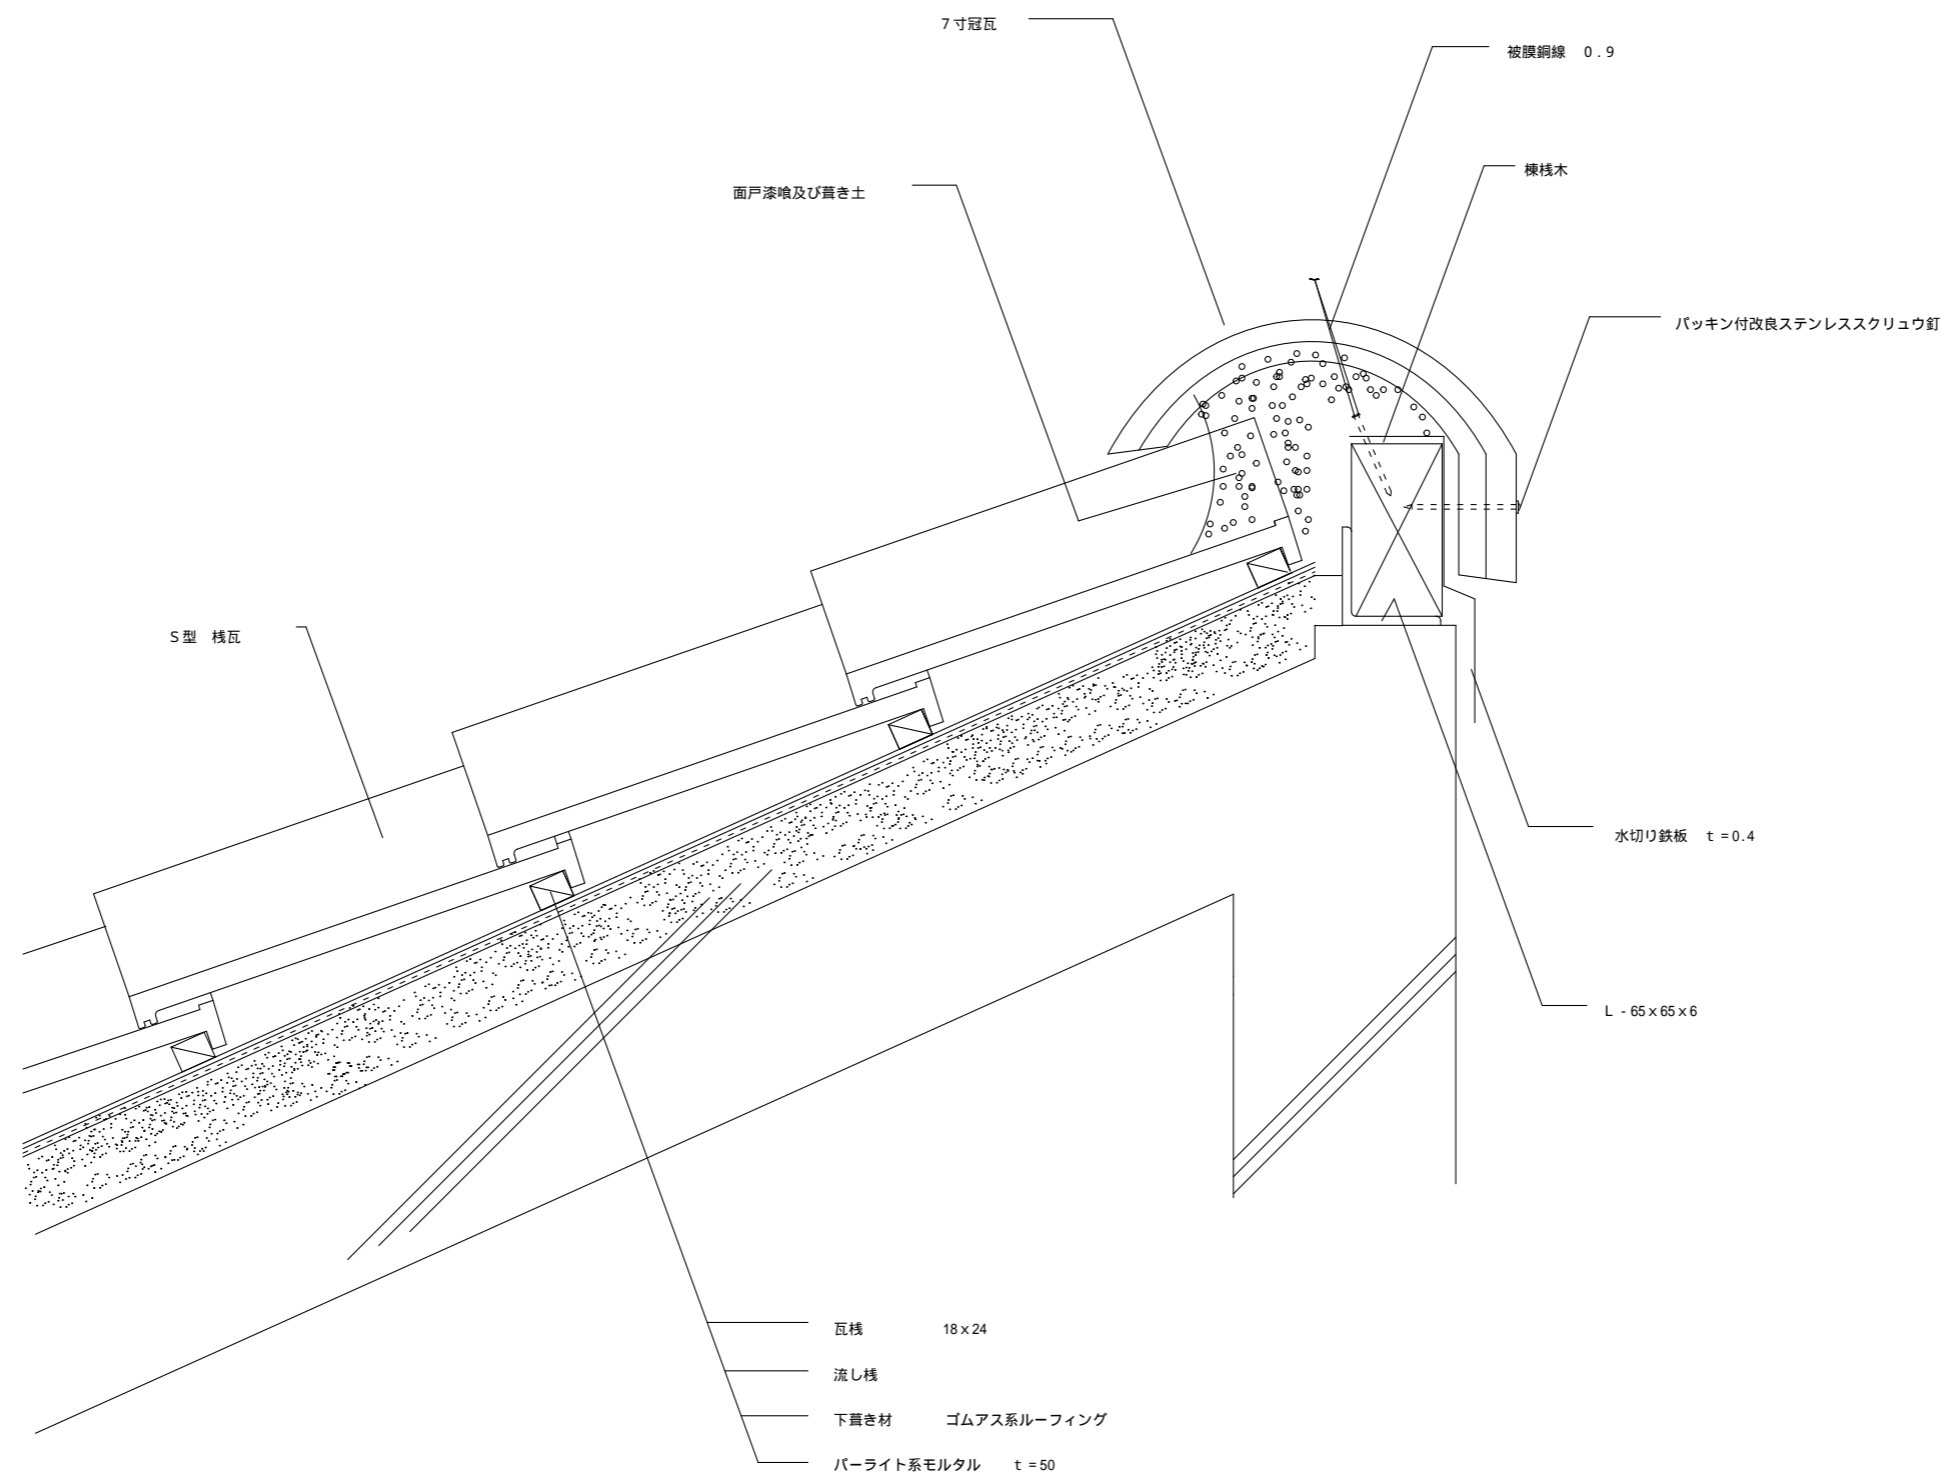 7寸冠瓦
被膜銅線　0.9
棟桟木
面戸漆喰及び葺き土
パッキン付改良ステンレススクリュウ釘
S型　桟瓦
水切り鉄板　t=0.4
L-65x65x6
瓦桟　18x24
流し桟
下葺き材　ゴムアス系ルーフィング
パーライト系モルタル　t=50